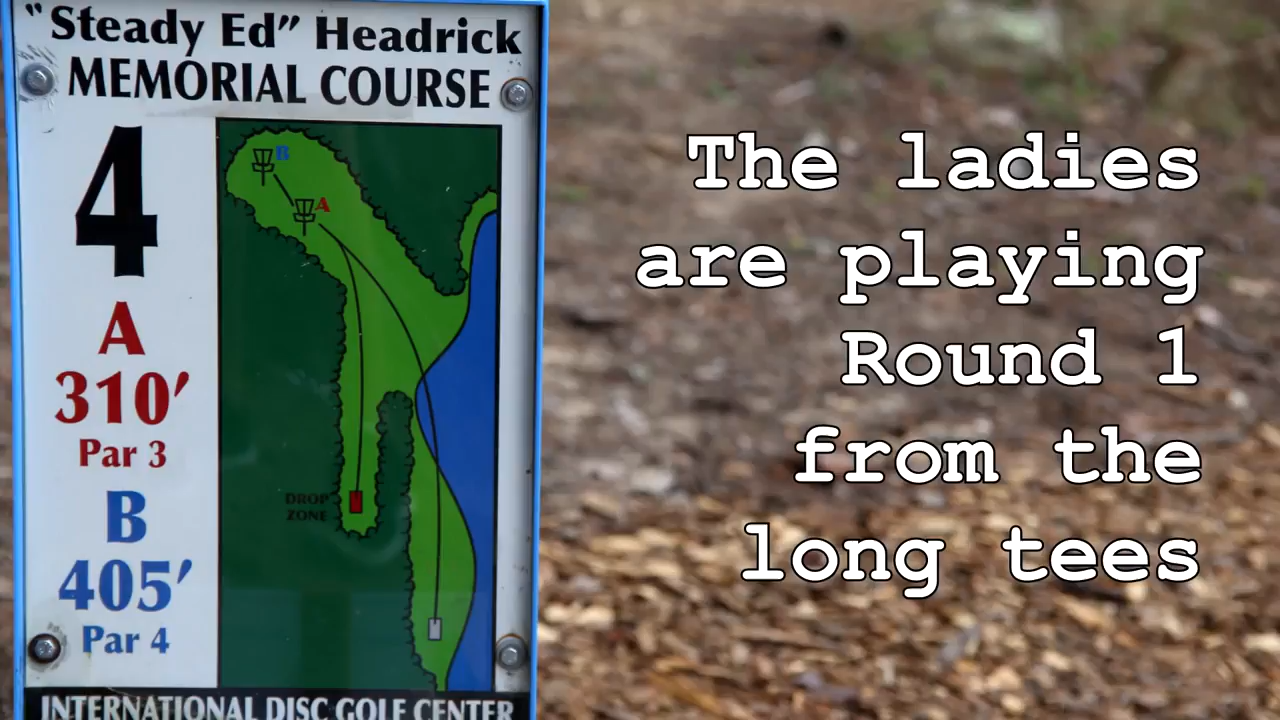 “Steady Ed” Headrick
MEMORIAL COURSE
4
A
310′
Par 3
B
405′
Par 4
B
A
DROP
ZONE
INTERNATIONAL DISC GOLF CENTER
The ladies
are playing
Round 1
from the
long tees